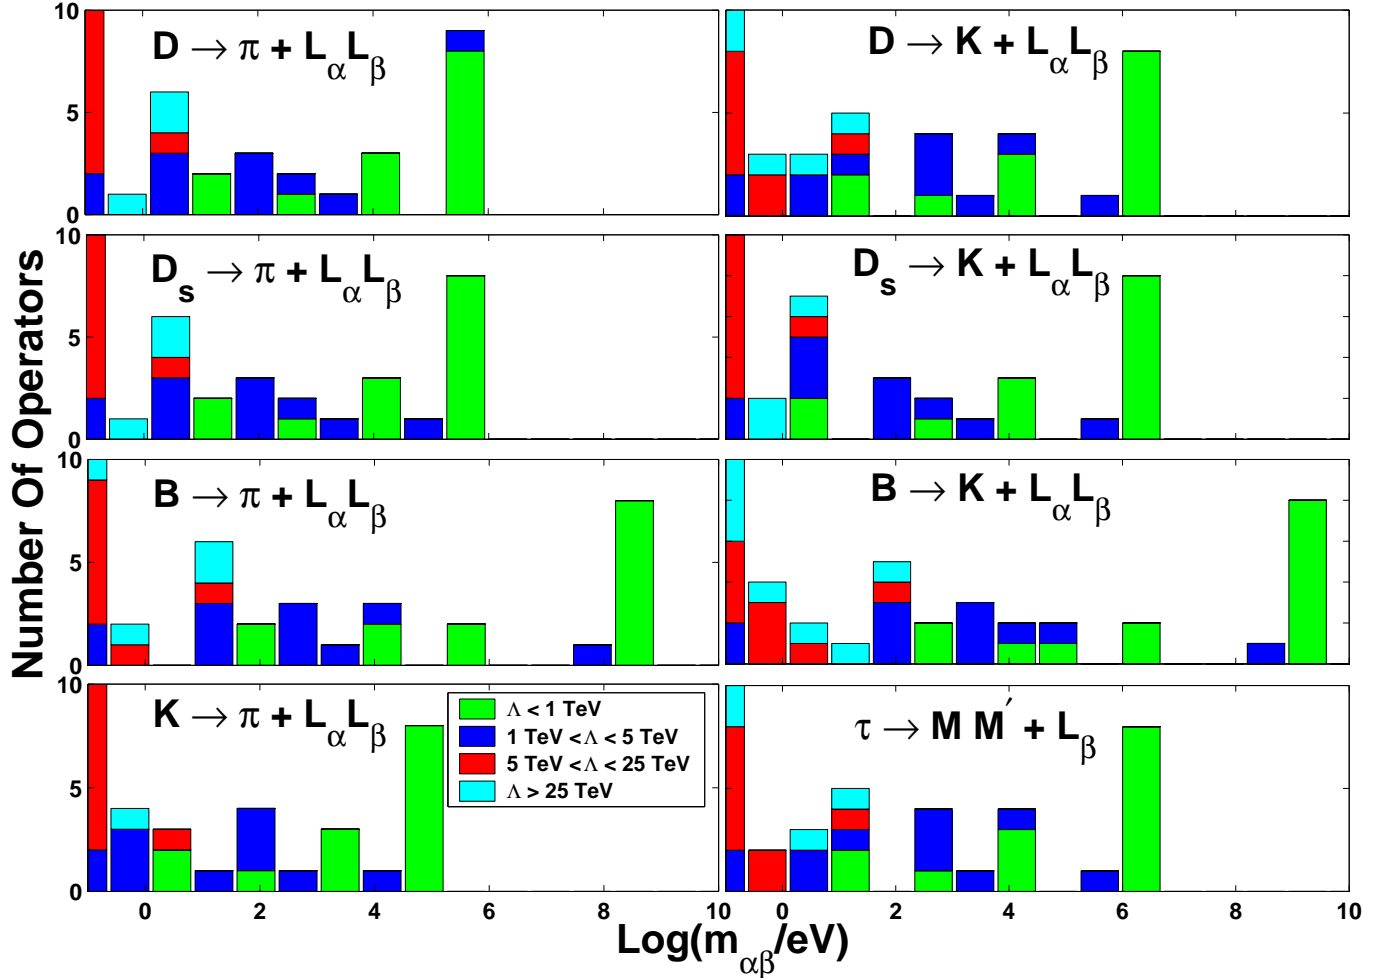 Number Of Operators
10
5
0
D → π + L_α L_β
D → K + L_α L_β
10
5
0
D_s → π + L_α L_β
D_s → K + L_α L_β
10
5
0
B → π + L_α L_β
B → K + L_α L_β
10
5
0
K → π + L_α L_β
Λ < 1 TeV
1 TeV <Λ < 5 TeV
5 TeV <Λ < 25 TeV
Λ > 25 TeV
τ → M M′ + L_β
0 2 4 6 8 10
0 2 4 6 8 10
Log(m_αβ/eV)